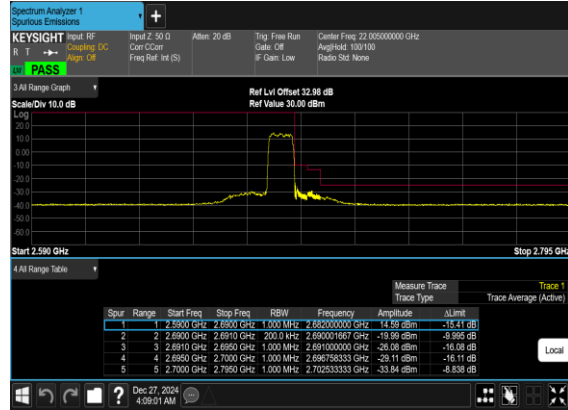 Spectrum Analyzer 1
Spurious Emissions
KEYSIGHT
R T
LXI
PASS
Input: RF
Coupling: DC
Align: Off
Input Z: 50 Ω
Corr CCorr
Freq Ref: Int (S)
Atten: 20 dB
Trig: Free Run
Gate: Off
IF Gain: Low
Center Freq: 22.005000000 GHz
Avg|Hold: 100/100
Radio Std: None
3 All Range Graph
Ref Lvl Offset 32.98 dB
Scale/Div 10.0 dB
Ref Value 30.00 dBm
Log
20.0
10.0
0.00
-10.0
-20.0
-30.0
-40.0
-50.0
-60.0
Start 2.590 GHz
Stop 2.795 GHz
4 All Range Table
Measure Trace Trace 1
Trace Type Trace Average (Active)
Spur Range Start Freq Stop Freq RBW Frequency Amplitude ΔLimit
1 1 2.5900 GHz 2.6900 GHz 1.000 MHz 2.682000000 GHz 14.59 dBm -15.41 dB
2 2 2.6900 GHz 2.6910 GHz 200.0 kHz 2.690001667 GHz -19.99 dBm -9.995 dB
3 3 2.6910 GHz 2.6950 GHz 1.000 MHz 2.691000000 GHz -26.08 dBm -16.08 dB
4 4 2.6950 GHz 2.7000 GHz 1.000 MHz 2.696758333 GHz -29.11 dBm -16.11 dB
5 5 2.7000 GHz 2.7950 GHz 1.000 MHz 2.702533333 GHz -33.84 dBm -8.838 dB
Local
?
Dec 27, 2024
4:09:01 AM